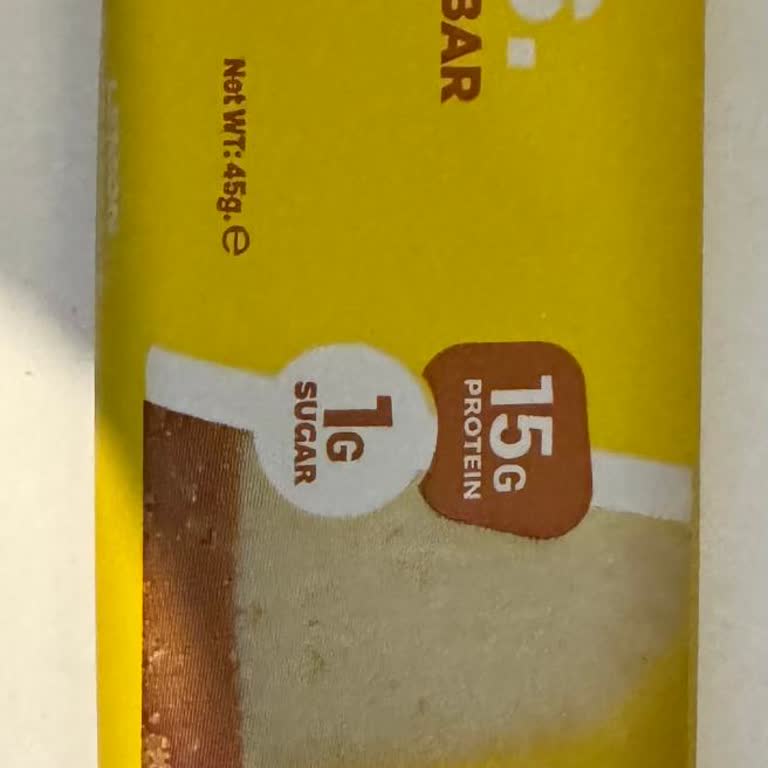 BAR
15G
PROTEIN
1G
SUGAR
Net WT: 45g. ℮